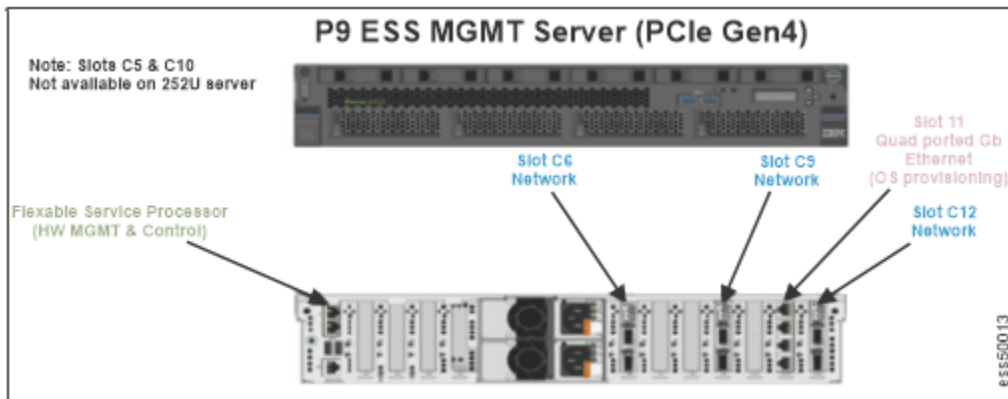 P9 ESS MGMT Server (PCIe Gen4)
Note: Slots C5 & C10
Not available on 252U server
IBM
Slot C6
Network
Slot C9
Network
Slot 11
Quad ported Gb
Ethernet
(OS provisioning)
Slot C12
Network
Flexable Service Processor
(HW MGMT & Control)
ess50013